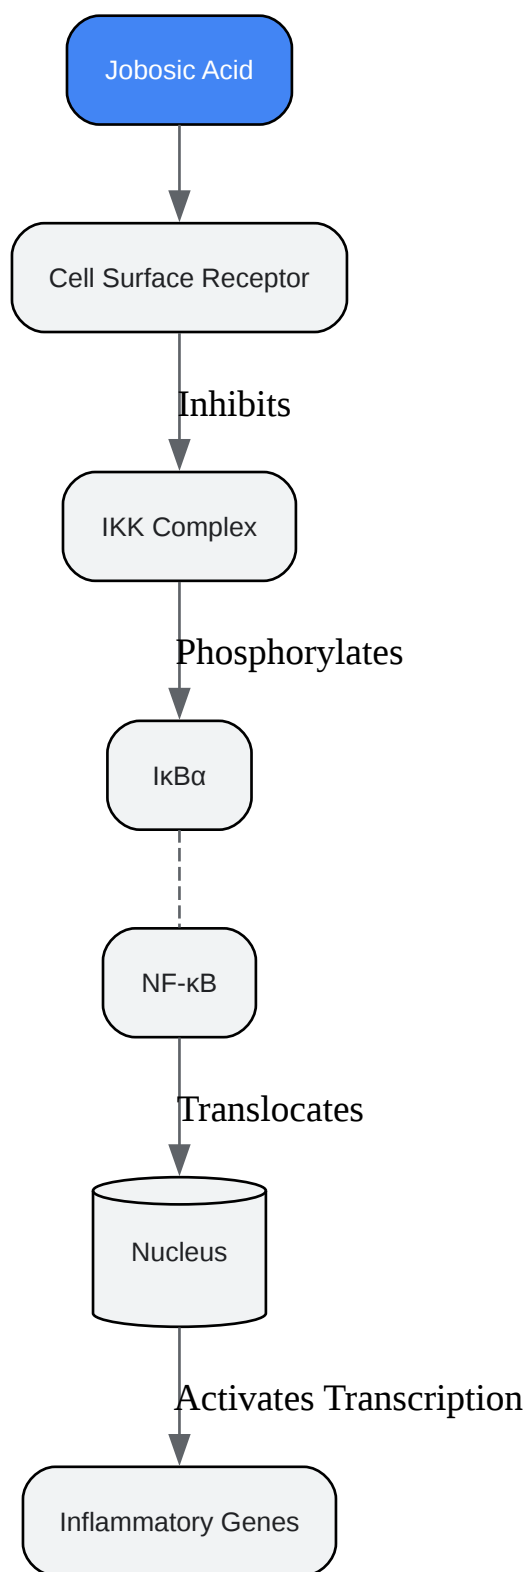 Jobosic Acid
Cell Surface Receptor
Inhibits
IKK Complex
Phosphorylates
IκBα
NF-κB
Translocates
Nucleus
Activates Transcription
Inflammatory Genes